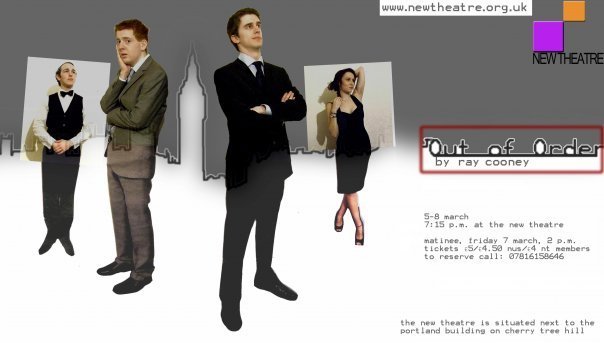 www.newtheatre.org.uk
NEWTHEATRE
Out of Order
by ray cooney
5-8 march
7:15 p.m. at the new theatre
matinee, friday 7 march, 2 p.m.
tickets :5/:4.50 nus/:4 nt members
to reserve call: 07816158646
the new theatre is situated next to the
portland building on cherry tree hill